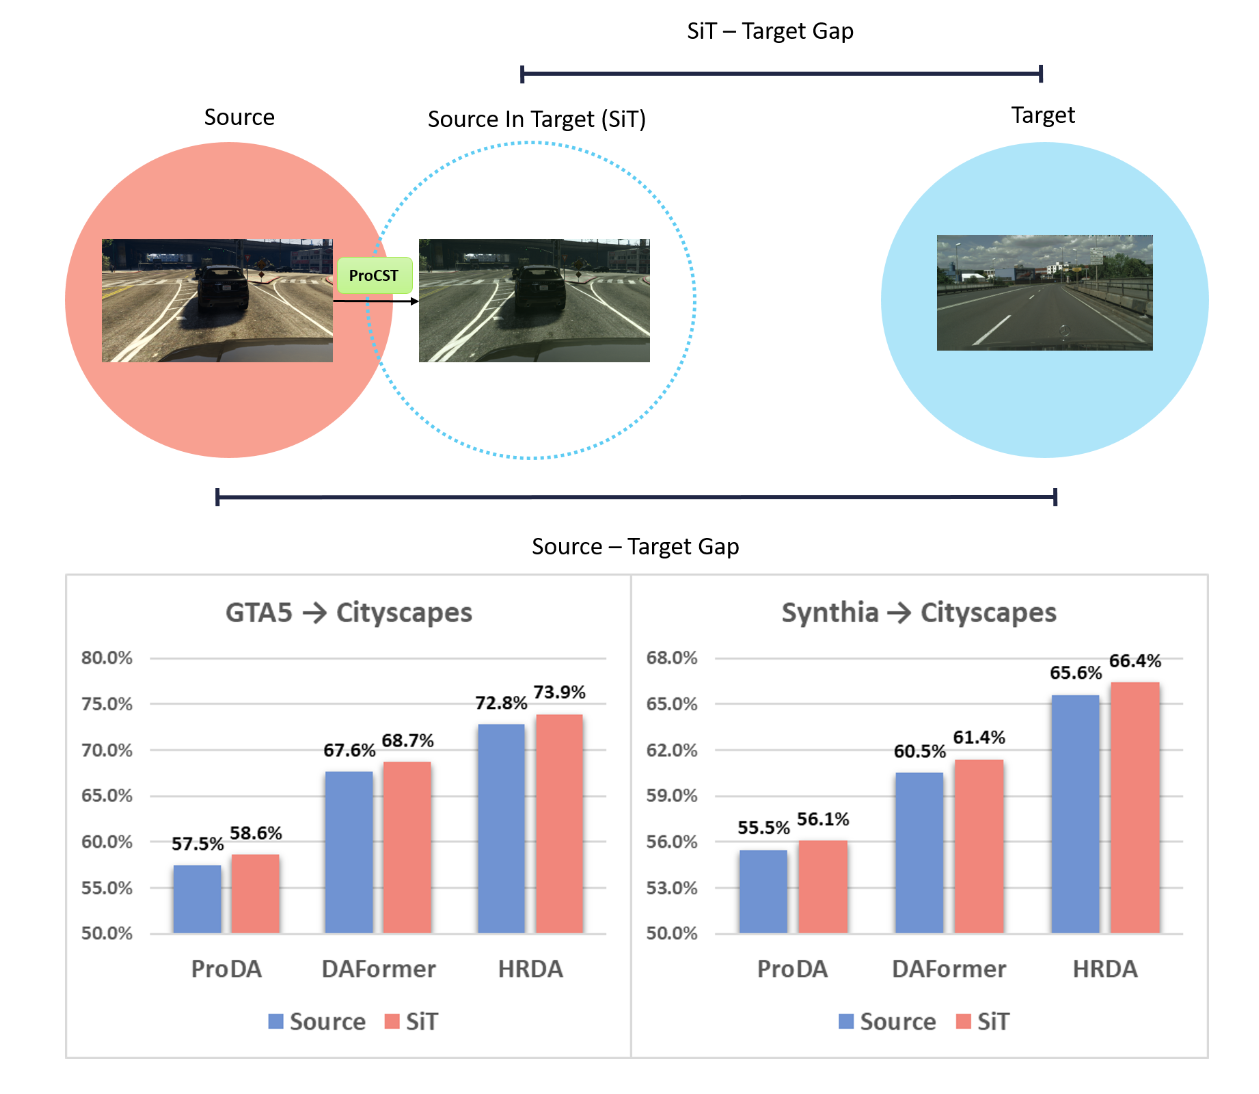 SiT – Target Gap
Source
Source In Target (SiT)
Target
ProCST
Source – Target Gap
GTA5 → Cityscapes
80.0%
75.0%
70.0%
65.0%
60.0%
55.0%
50.0%
57.5%
58.6%
67.6%
68.7%
72.8%
73.9%
ProDA
DAFormer
HRDA
Source
SiT
Synthia → Cityscapes
68.0%
65.0%
62.0%
59.0%
56.0%
53.0%
50.0%
55.5%
56.1%
60.5%
61.4%
65.6%
66.4%
ProDA
DAFormer
HRDA
Source
SiT